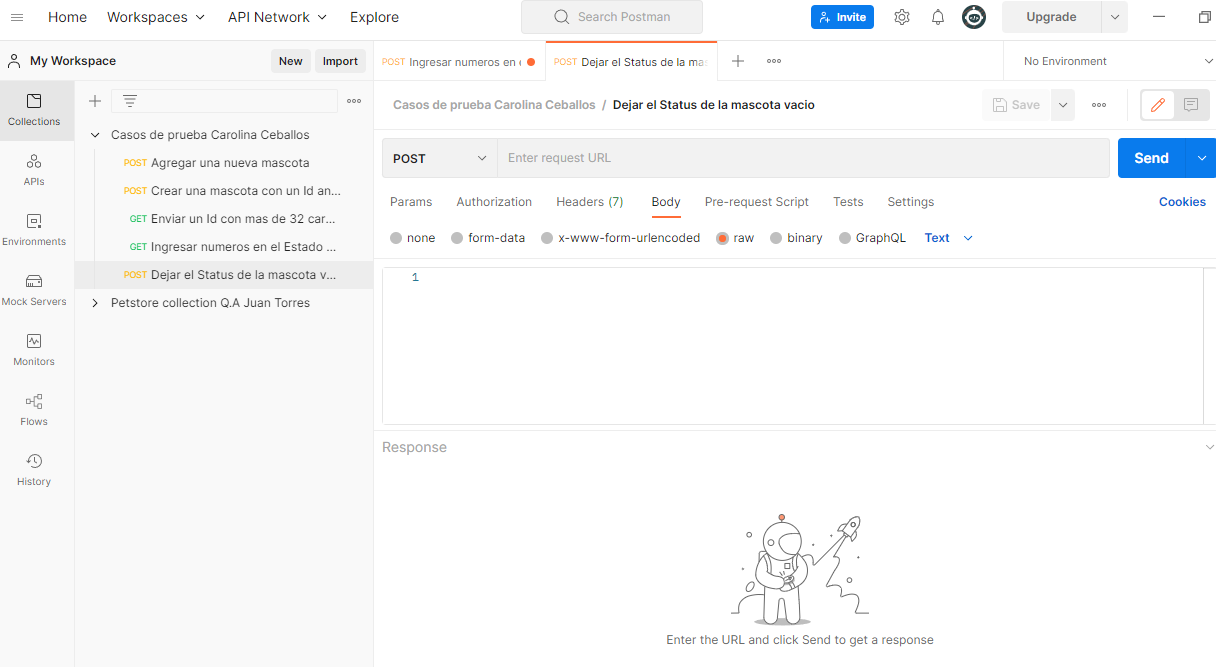 Home Workspaces API Network Explore Search Postman Invite Upgrade
My Workspace New Import POST Ingresar numeros en POST Dejar el Status de la ma No Environment
Collections
APIs
Environments
Mock Servers
Monitors
Flows
History
Casos de prueba Carolina Ceballos
POST Agregar una nueva mascota
POST Crear una mascota con un Id an...
GET Enviar un Id con mas de 32 car...
GET Ingresar numeros en el Estado ...
POST Dejar el Status de la mascota v...
Petstore collection Q.A Juan Torres
Casos de prueba Carolina Ceballos / Dejar el Status de la mascota vacio Save
POST Enter request URL Send
Params Authorization Headers (7) Body Pre-request Script Tests Settings Cookies
none form-data x-www-form-urlencoded raw binary GraphQL Text
1
Response
Enter the URL and click Send to get a response